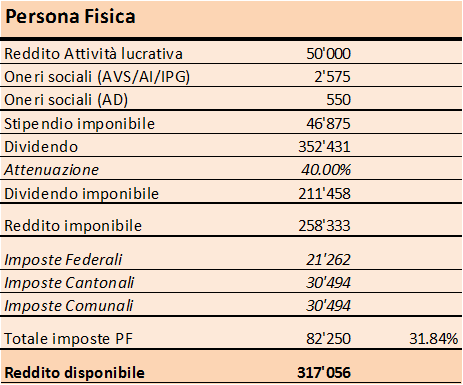 Persona Fisica
Reddito Attività lucrativa 50'000
Oneri sociali (AVS/AI/IPG) 2'575
Oneri sociali (AD) 550
Stipendio imponibile 46'875
Dividendo 352'431
Attenuazione 40.00%
Dividendo imponibile 211'458
Reddito imponibile 258'333
Imposte Federali 21'262
Imposte Cantonali 30'494
Imposte Comunali 30'494
Totale imposte PF 82'250 31.84%
Reddito disponibile 317'056